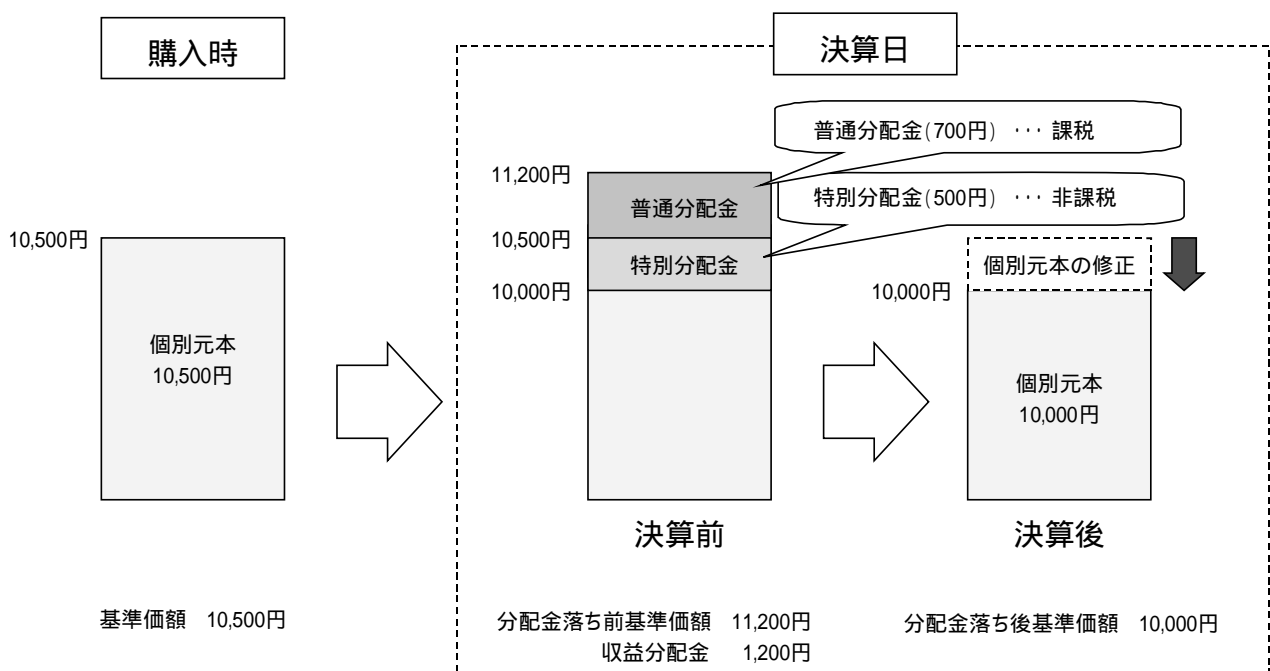 購入時
決算日
普通分配金(700円) ･･･ 課税
11,200円
普通分配金
特別分配金(500円) ･･･ 非課税
10,500円
10,500円
特別分配金
個別元本の修正
10,000円
10,000円
個別元本
10,500円
個別元本
10,000円
決算前
決算後
基準価額 10,500円
分配金落ち前基準価額 11,200円
収益分配金 1,200円
分配金落ち後基準価額 10,000円